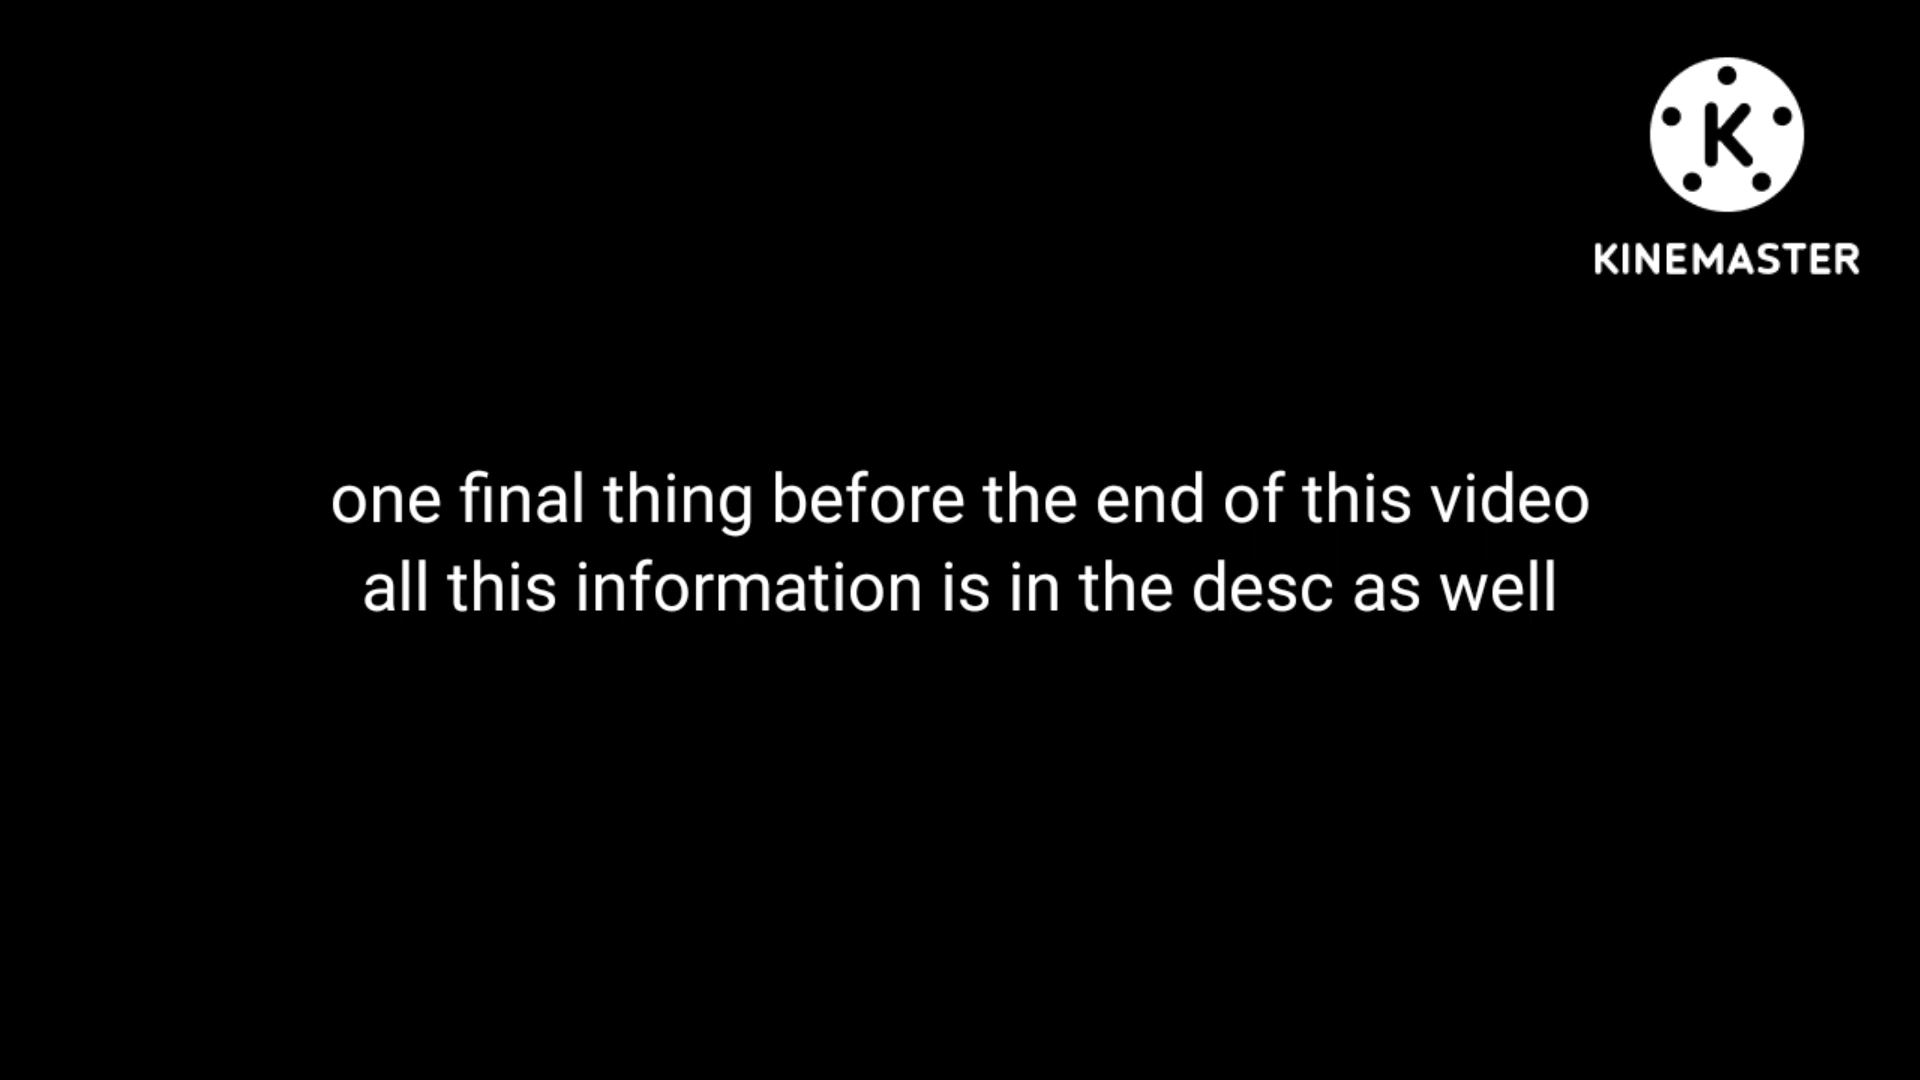 K
KINEMASTER
one final thing before the end of this video
all this information is in the desc as well